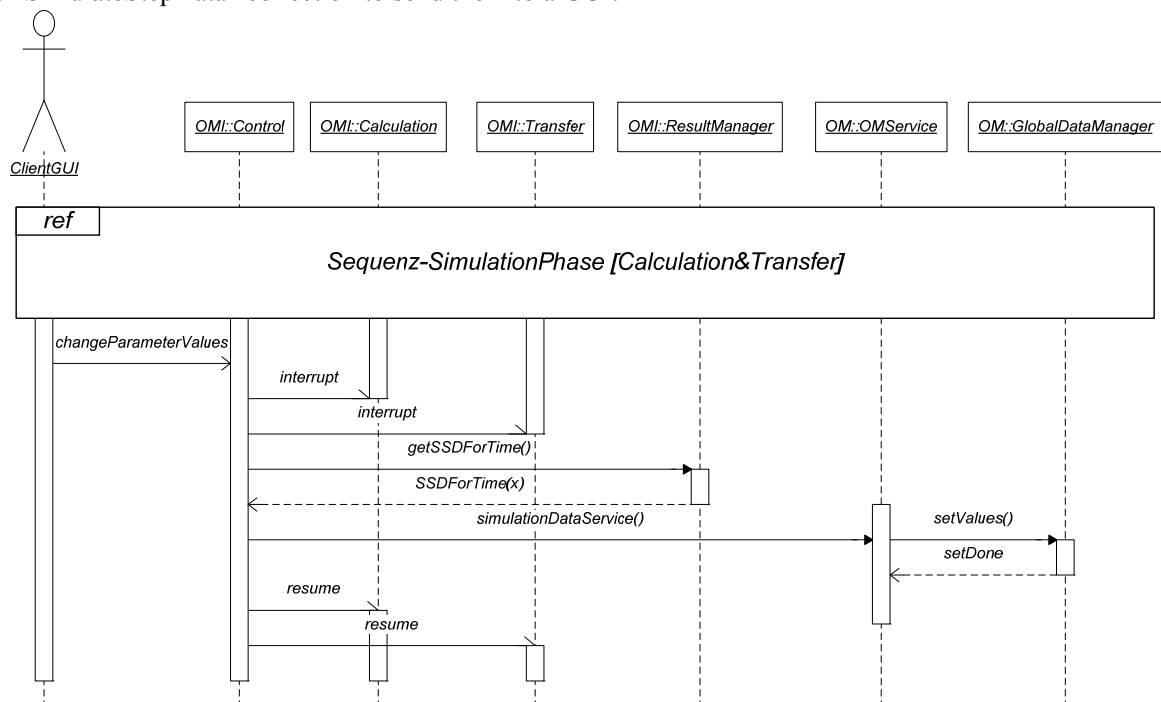 ClientGUI
OMI::Control
OMI::Calculation
OMI::Transfer
OMI::ResultManager
OM::OMService
OM::GlobalDataManager
ref
Sequenz-SimulationPhase [Calculation&Transfer]
changeParameterValues
interrupt
interrupt
getSSDForTime()
SSDForTime(x)
simulationDataService()
setValues()
setDone
resume
resume